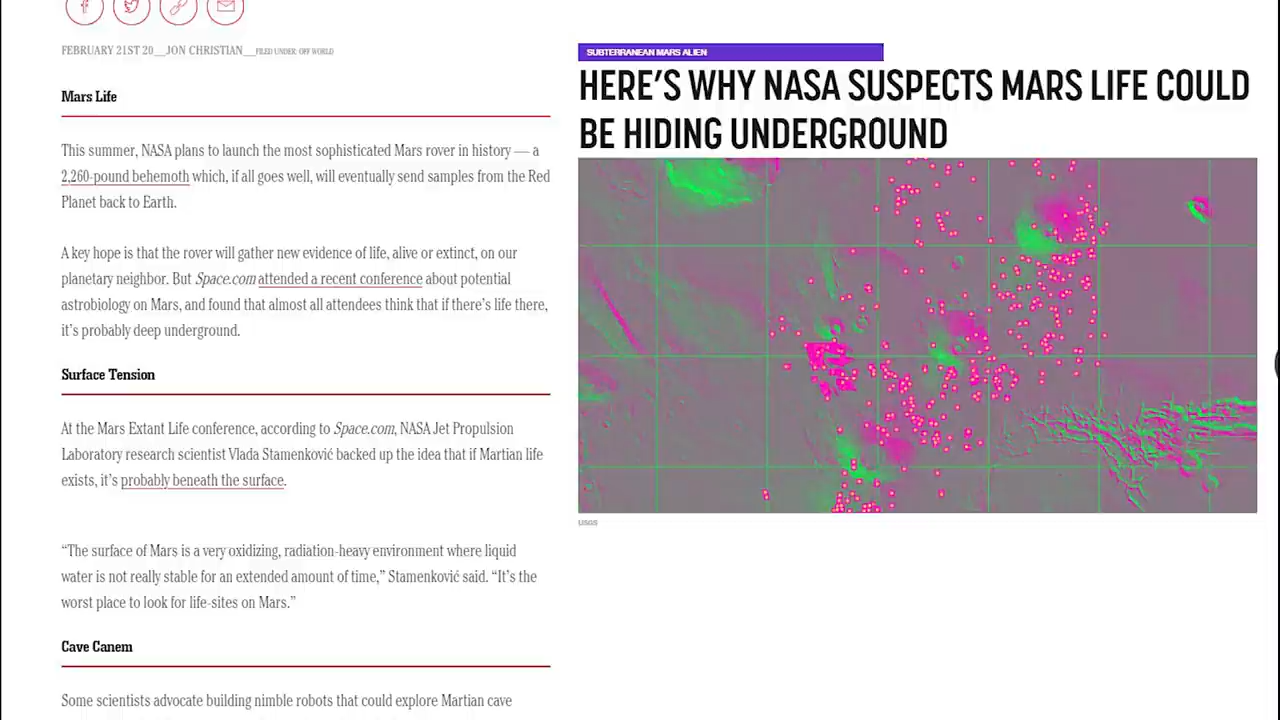 FEBRUARY 21ST 20__JON CHRISTIAN__FILED UNDER: OFF WORLD
Mars Life
This summer, NASA plans to launch the most sophisticated Mars rover in history — a
2,260-pound behemoth which, if all goes well, will eventually send samples from the Red
Planet back to Earth.
A key hope is that the rover will gather new evidence of life, alive or extinct, on our
planetary neighbor. But Space.com attended a recent conference about potential
astrobiology on Mars, and found that almost all attendees think that if there's life there,
it's probably deep underground.
Surface Tension
At the Mars Extant Life conference, according to Space.com, NASA Jet Propulsion
Laboratory research scientist Vlada Stamenković backed up the idea that if Martian life
exists, it's probably beneath the surface.
“The surface of Mars is a very oxidizing, radiation-heavy environment where liquid
water is not really stable for an extended amount of time,” Stamenković said. “It's the
worst place to look for life-sites on Mars.”
Cave Canem
Some scientists advocate building nimble robots that could explore Martian cave
SUBTERRANEAN MARS ALIEN
HERE'S WHY NASA SUSPECTS MARS LIFE COULD
BE HIDING UNDERGROUND
USGS